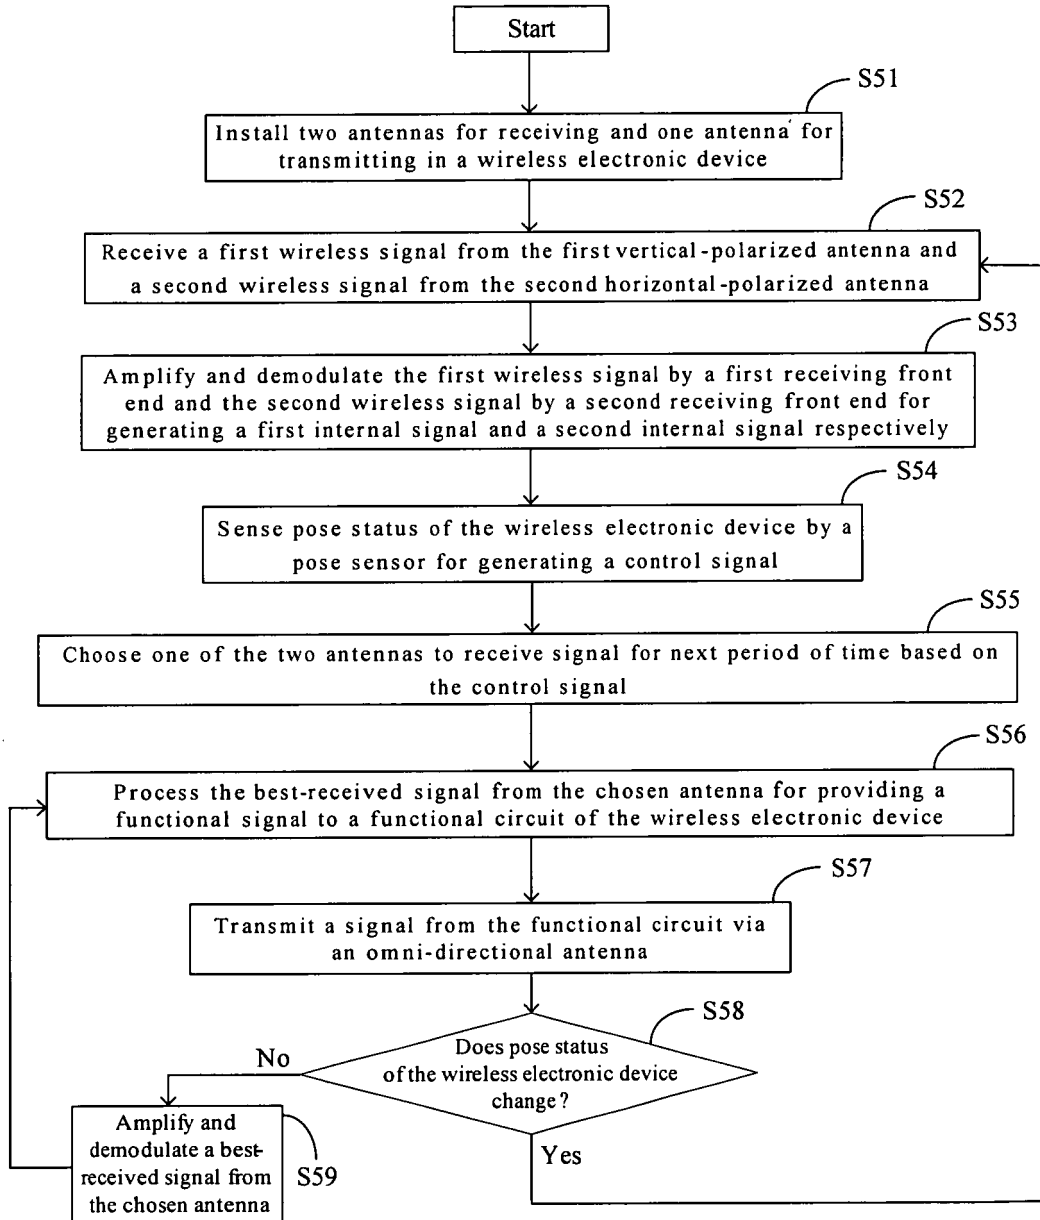 Start
S51
Install two antennas for receiving and one antenna for
transmitting in a wireless electronic device
S52
Receive a first wireless signal from the first vertical-polarized antenna and
a second wireless signal from the second horizontal-polarized antenna
S53
Amplify and demodulate the first wireless signal by a first receiving front
end and the second wireless signal by a second receiving front end for
generating a first internal signal and a second internal signal respectively
S54
Sense pose status of the wireless electronic device by a
pose sensor for generating a control signal
S55
Choose one of the two antennas to receive signal for next period of time based on
the control signal
S56
Process the best-received signal from the chosen antenna for providing a
functional signal to a functional circuit of the wireless electronic device
S57
Transmit a signal from the functional circuit via
an omni-directional antenna
S58
Does pose status
of the wireless electronic device
change?
No
Yes
Amplify and
demodulate a best-
received signal from
the chosen antenna
S59